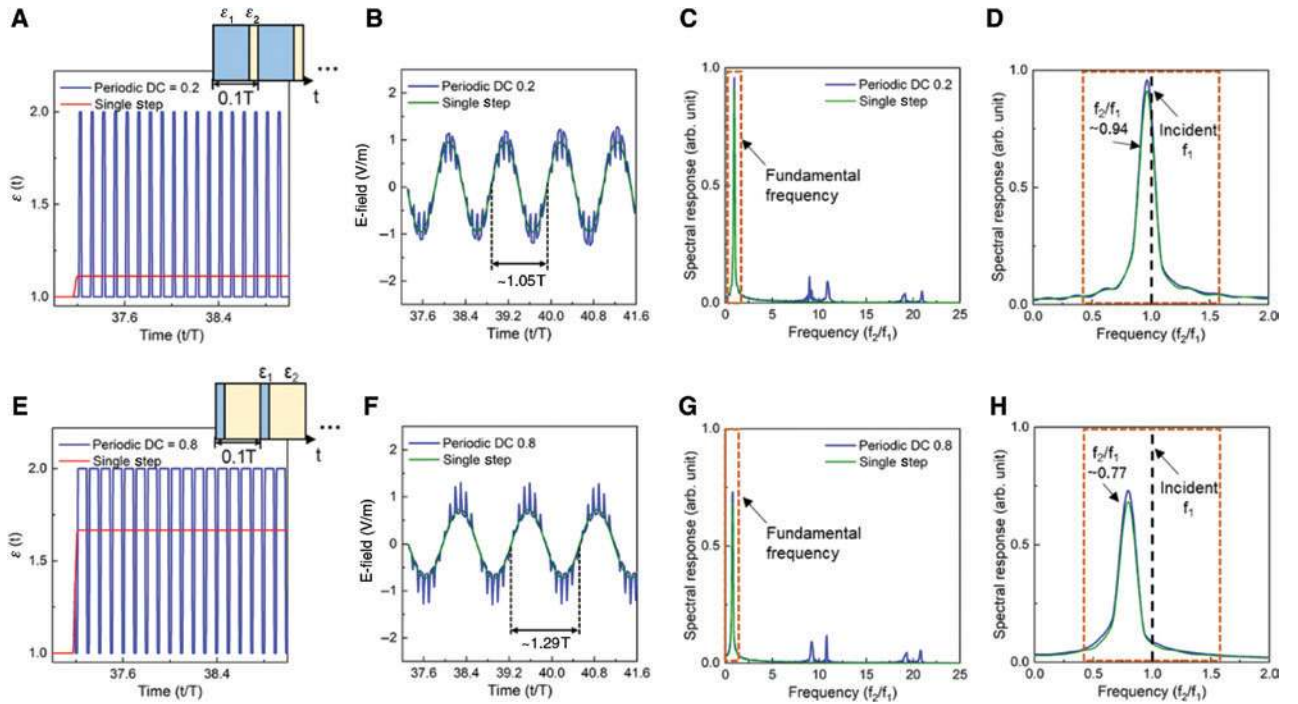 A
ε₁ ε₂
Periodic DC = 0.2
Single step
0.1T
t
...
ε (t)
2.0
1.5
1.0
37.6
38.4
Time (t/T)
B
Periodic DC 0.2
Single step
E-field (V/m)
2
1
0
−1
−2
~1.05T
37.6 38.4 39.2 40.0 40.8 41.6
Time (t/T)
C
Periodic DC 0.2
Single step
Spectral response (arb. unit)
1.0
0.5
0.0
Fundamental
frequency
0 5 10 15 20 25
Frequency (f₂/f₁)
D
Spectral response (arb. unit)
1.0
0.5
0.0
f₂/f₁
~0.94
Incident
f₁
0.0 0.5 1.0 1.5 2.0
Frequency (f₂/f₁)
E
ε₁ ε₂
Periodic DC = 0.8
Single step
0.1T
t
...
ε (t)
2.0
1.5
1.0
37.6
38.4
Time (t/T)
F
Periodic DC 0.8
Single step
E-field (V/m)
2
1
0
−1
−2
~1.29T
37.6 38.4 39.2 40.0 40.8 41.6
Time (t/T)
G
Periodic DC 0.8
Single step
Spectral response (arb. unit)
1.0
0.5
0.0
Fundamental
frequency
0 5 10 15 20 25
Frequency (f₂/f₁)
H
Spectral response (arb. unit)
1.0
0.5
0.0
f₂/f₁
~0.77
Incident
f₁
0.0 0.5 1.0 1.5 2.0
Frequency (f₂/f₁)